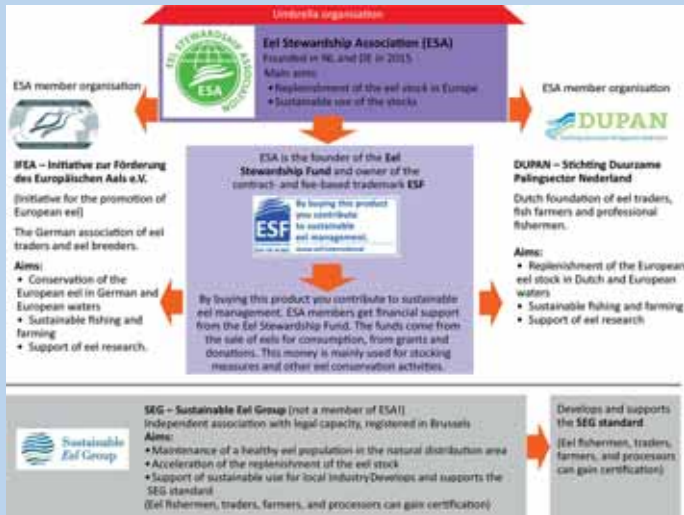 Umbrella organisation
EEL STEWARDSHIP ASSOCIATION
ESA
Eel Stewardship Association (ESA)
Founded in NL and DE in 2015
Main aims:
• Replenishment of the eel stock in Europe
• Sustainable use of the stocks
ESA member organisation
IFEA – Initiative zur Förderung
des Europäischen Aals e.V.
(Initiative for the promotion of
European eel)
The German association of eel
traders and eel breeders.
Aims:
• Conservation of the
European eel in German and
European waters
• Sustainable fishing and
farming
• Support of eel research.
ESA is the founder of the Eel
Stewardship Fund and owner of the
contract- and fee-based trademark ESF
ESF
By buying this product
you contribute
to sustainable
eel management.
By buying this product you contribute to sustainable
eel management. ESA members get financial support
from the Eel Stewardship Fund. The funds come from
the sale of eels for consumption, from grants and
donations. This money is mainly used for stocking
measures and other eel conservation activities.
ESA member organisation
DUPAN
DUPAN – Stichting Duurzame
Palingsector Nederland
Dutch foundation of eel traders,
fish farmers and professional
fishermen.
Aims:
• Replenishment of the European
eel stock in Dutch and European
waters
• Sustainable fishing and farming
• Support of eel research
Sustainable
Eel Group
SEG – Sustainable Eel Group (not a member of ESA!)
Independent association with legal capacity, registered in Brussels
Aims:
• Maintenance of a healthy eel population in the natural distribution area
• Acceleration of the replenishment of the eel stock
• Support of sustainable use for local industryDevelops and supports the
SEG standard
(Eel fishermen, traders, farmers, and processors can gain certification)
Develops and supports
the SEG standard
(Eel fishermen, traders,
farmers, and processors
can gain certification)